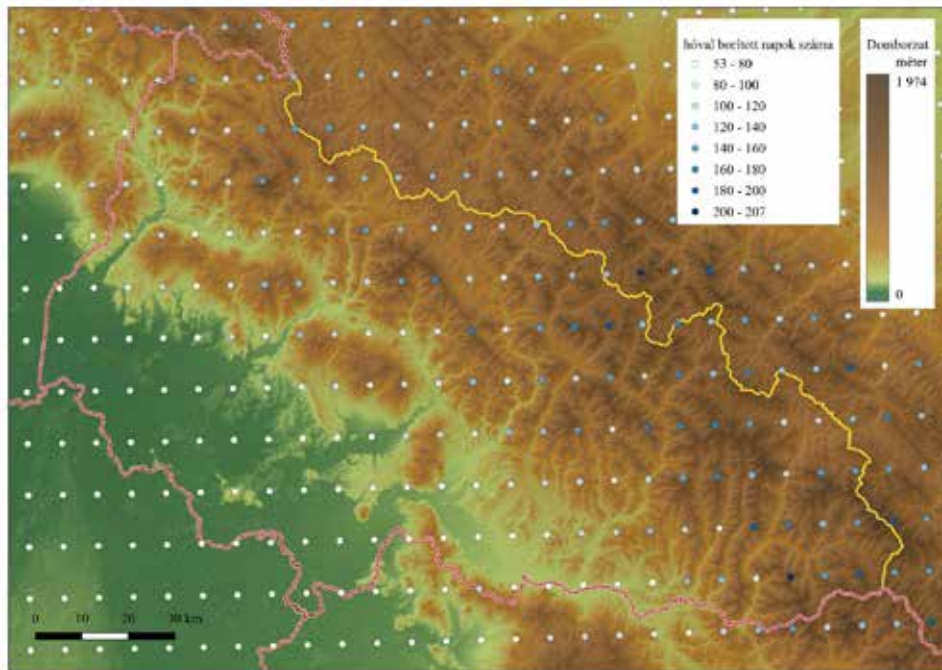 hóval borított napok száma
53 - 80
80 - 100
100 - 120
120 - 140
140 - 160
160 - 180
180 - 200
200 - 207
Domborzat
méter
1 974
0
0 10 20 30 km